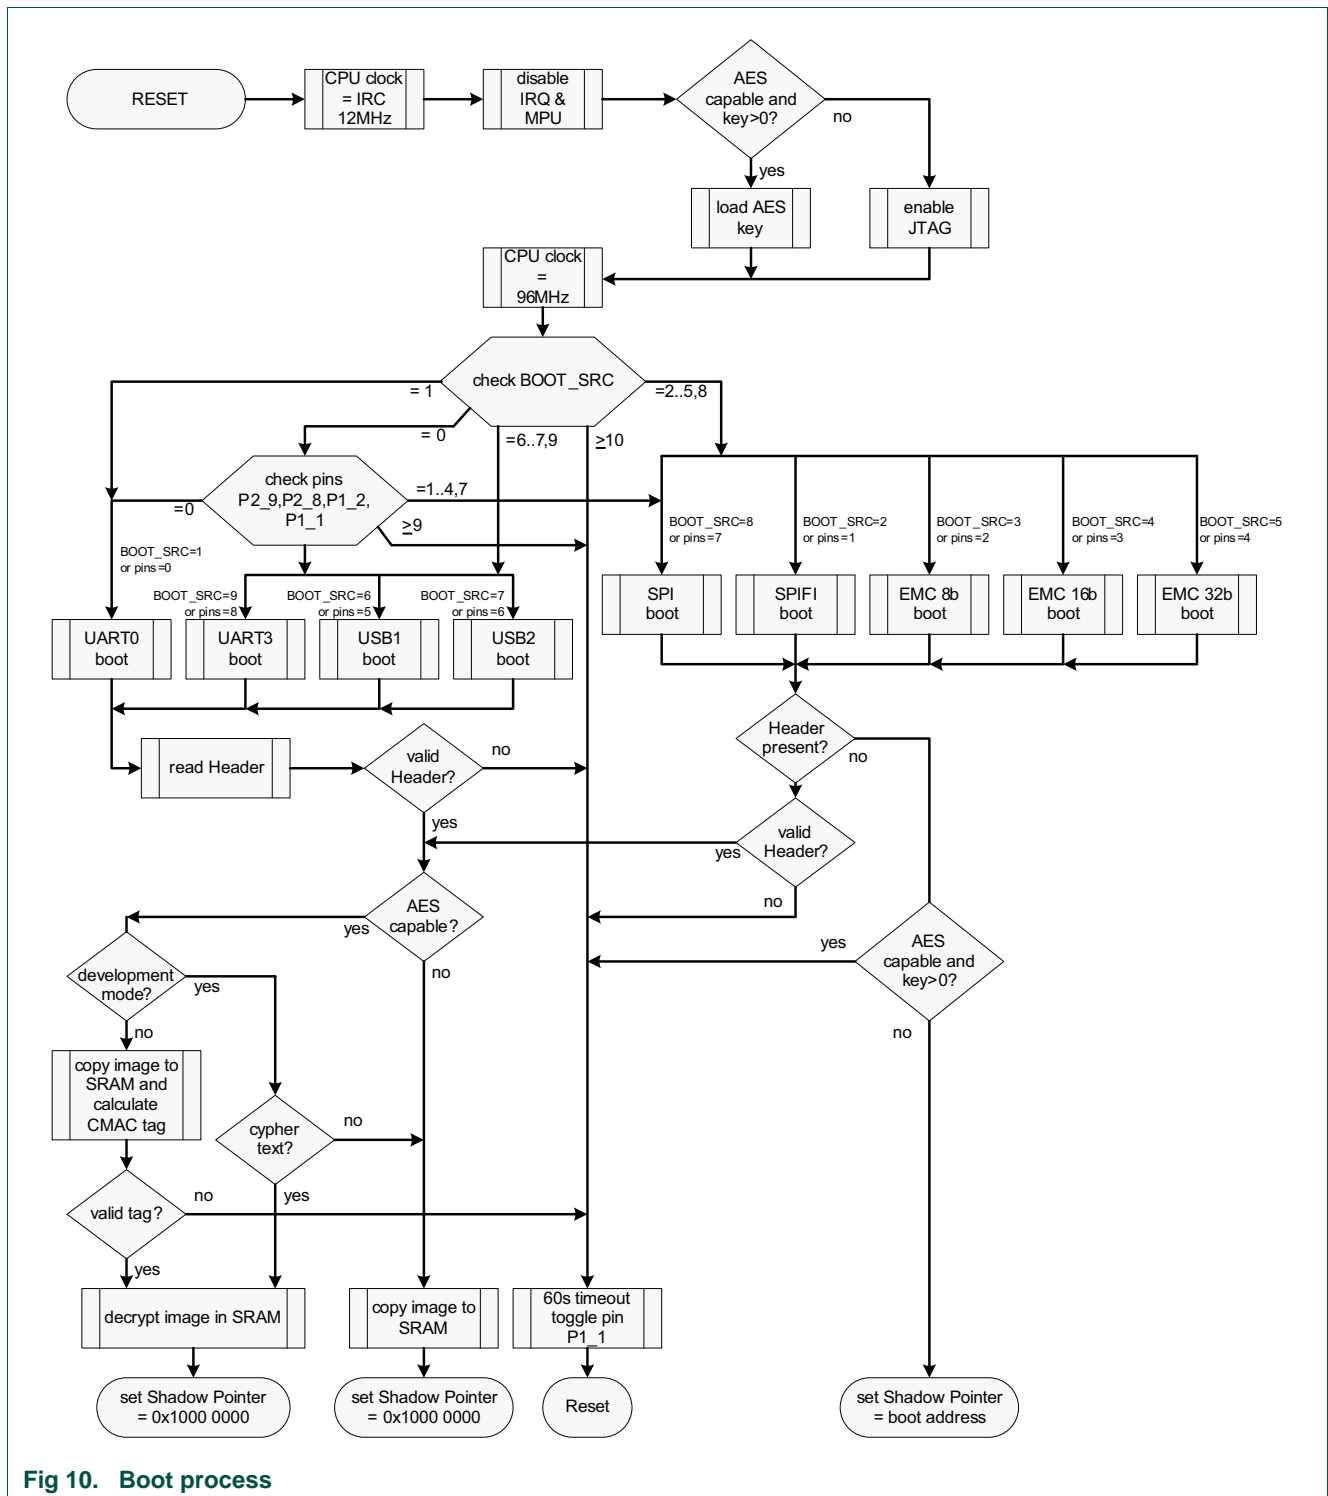 RESET
CPU clock
= IRC
12MHz
disable
IRQ &
MPU
AES
capable and
key>0?
no
yes
load AES
key
enable
JTAG
CPU clock
=
96MHz
check BOOT_SRC
= 1
=2..5,8
= 0
=6..7,9
≥10
check pins
P2_9,P2_8,P1_2,
P1_1
=0
=1..4,7
≥9
BOOT_SRC=1
or pins=0
BOOT_SRC=9
or pins=8
BOOT_SRC=6
or pins=5
BOOT_SRC=7
or pins=6
BOOT_SRC=8
or pins=7
BOOT_SRC=2
or pins=1
BOOT_SRC=3
or pins=2
BOOT_SRC=4
or pins=3
BOOT_SRC=5
or pins=4
SPI
boot
SPIFI
boot
EMC 8b
boot
EMC 16b
boot
EMC 32b
boot
UART0
boot
UART3
boot
USB1
boot
USB2
boot
Header
present?
no
read Header
valid
Header?
no
yes
valid
Header?
yes
no
AES
capable?
yes
no
yes
AES
capable and
key>0?
no
development
mode?
yes
no
copy image to
SRAM and
calculate
CMAC tag
cypher
text?
no
yes
valid tag?
no
yes
decrypt image in SRAM
copy image to
SRAM
60s timeout
toggle pin
P1_1
set Shadow Pointer
= 0x1000 0000
set Shadow Pointer
= 0x1000 0000
Reset
set Shadow Pointer
= boot address
Fig 10. Boot process